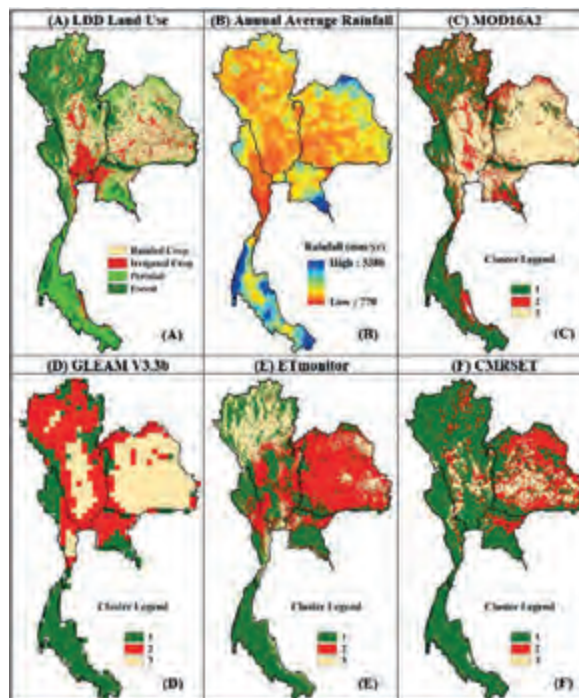 (A) LDD Land Use
(B) Annual Average Rainfall
(C) MOD16A2
Rainfed Crop
Irrigated Crop
Perennial
Forest
(A)
Rainfall (mm/yr)
High : 5308
Low : 770
(B)
Cluster Legend
1
2
3
(C)
(D) GLEAM V3.3b
(E) ETmonitor
(F) CMRSET
Cluster Legend
1
2
3
(D)
Cluster Legend
1
2
3
(E)
Cluster Legend
1
2
3
(F)